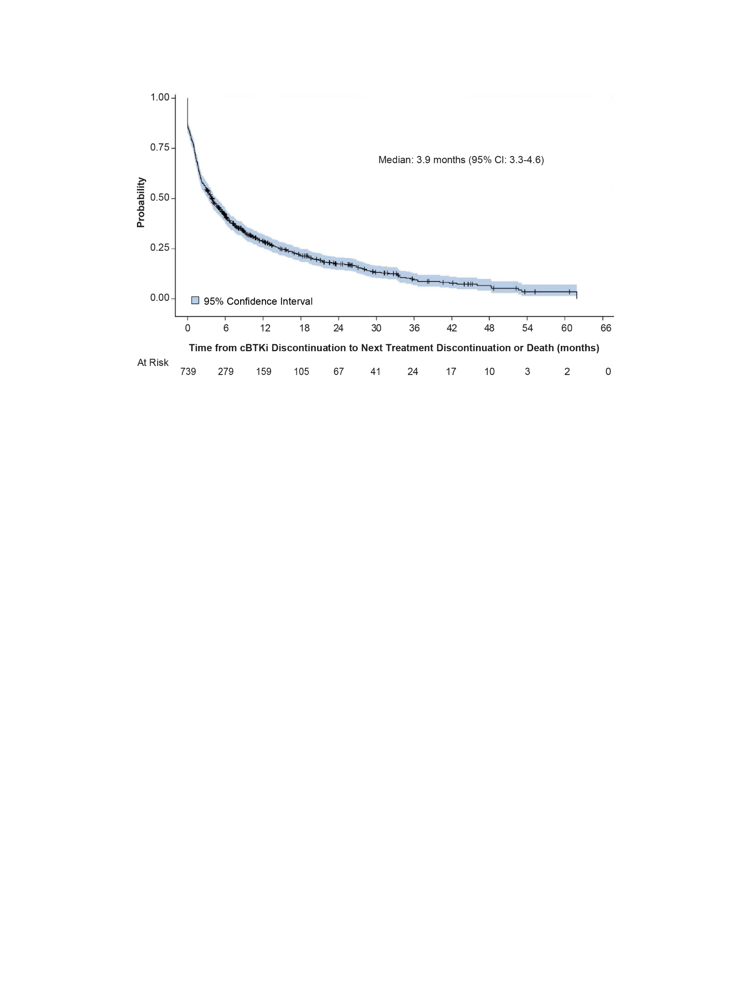 1.00
0.75
Median: 3.9 months (95% CI: 3.3-4.6)
Probability
0.50
0.25
0.00
95% Confidence Interval
0 6 12 18 24 30 36 42 48 54 60 66
Time from cBTKi Discontinuation to Next Treatment Discontinuation or Death (months)
At Risk
739 279 159 105 67 41 24 17 10 3 2 0